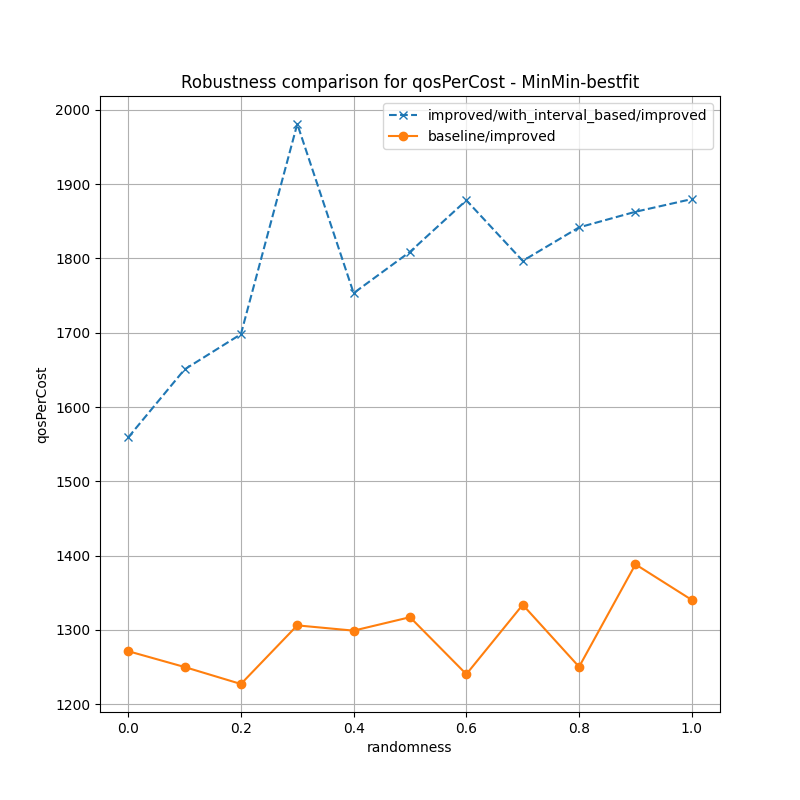 Robustness comparison for qosPerCost - MinMin-bestfit
improved/with_interval_based/improved
baseline/improved
2000
1900
1800
1700
1600
1500
1400
1300
1200
qosPerCost
0.0 0.2 0.4 0.6 0.8 1.0
randomness